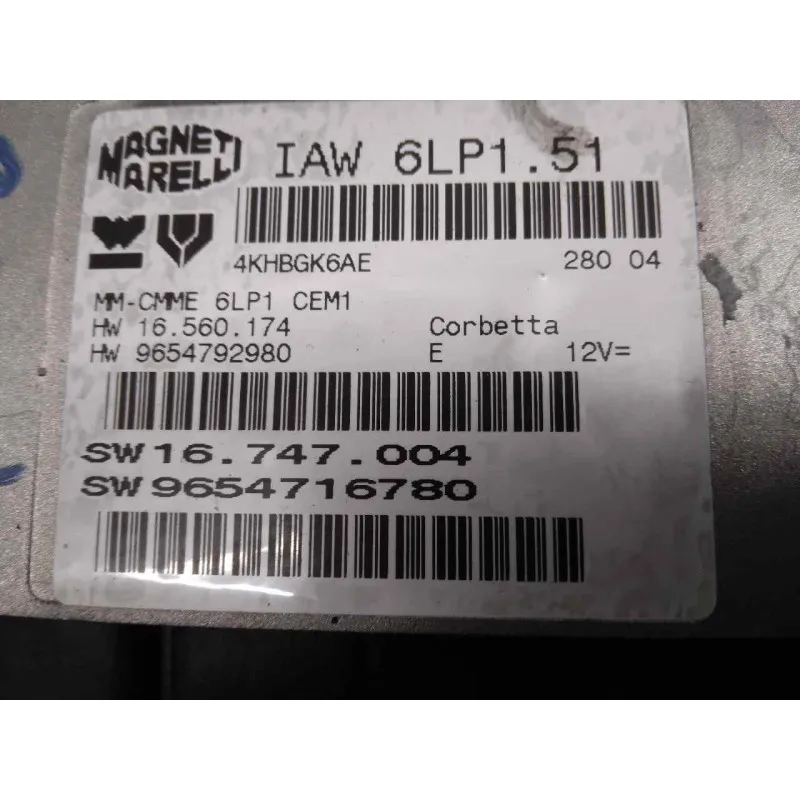 MAGNETI
MARELLI
IAW 6LP1.51
4KHBGK6AE 280 04
MM-CMME 6LP1 CEM1
HW 16.560.174 Corbetta
HW 9654792980 E 12V=
SW16.747.004
SW9654716780